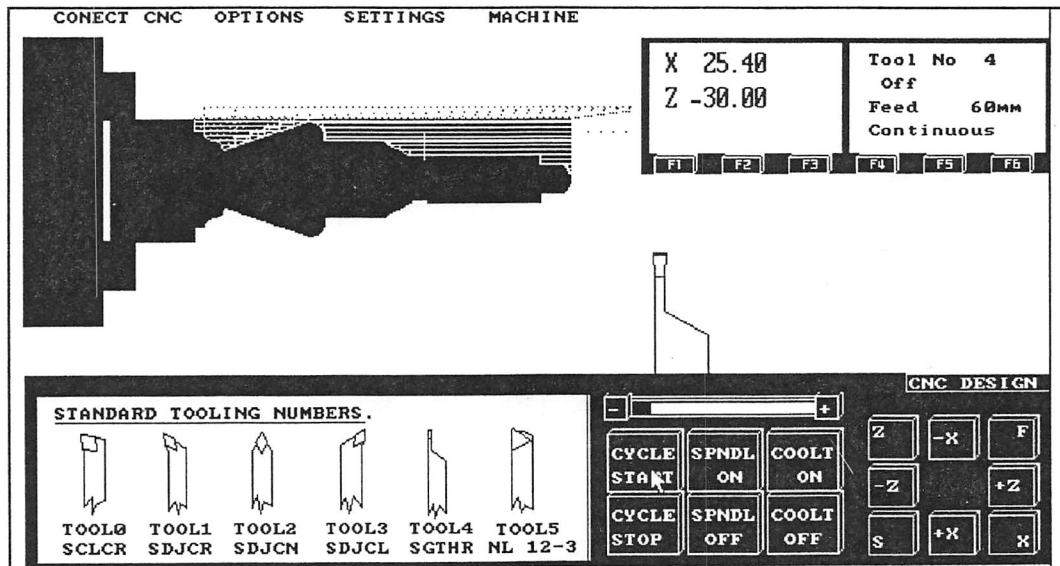 CONECT CNC OPTIONS SETTINGS MACHINE
X 25.40
Z -30.00
Tool No 4
Off
Feed 60mm
Continuous
F1 F2 F3 F4 F5 F6
CNC DESIGN
STANDARD TOOLING NUMBERS.
TOOL0 TOOL1 TOOL2 TOOL3 TOOL4 TOOL5
SCLCR SDJCR SDJCN SDJCL SGTHR NL 12-3
- +
CYCLE START
SPNDL ON
COOLT ON
CYCLE STOP
SPNDL OFF
COOLT OFF
Z -X F
-Z +Z
S +X X